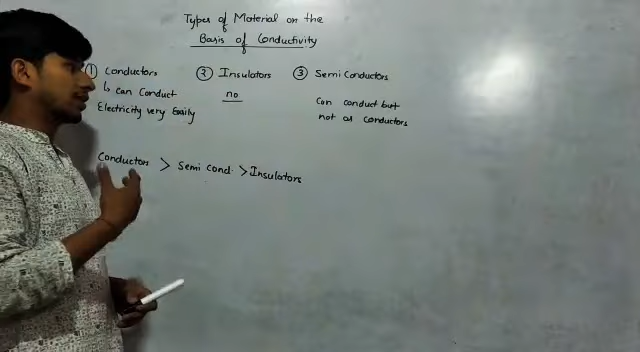 Types of Material on the
Basis of Conductivity
① Conductors
↳ can Conduct
Electricity very Easily
② Insulators
no
③ Semi Conductors
Can conduct but
not as conductors
Conductors > Semi Cond. > Insulators